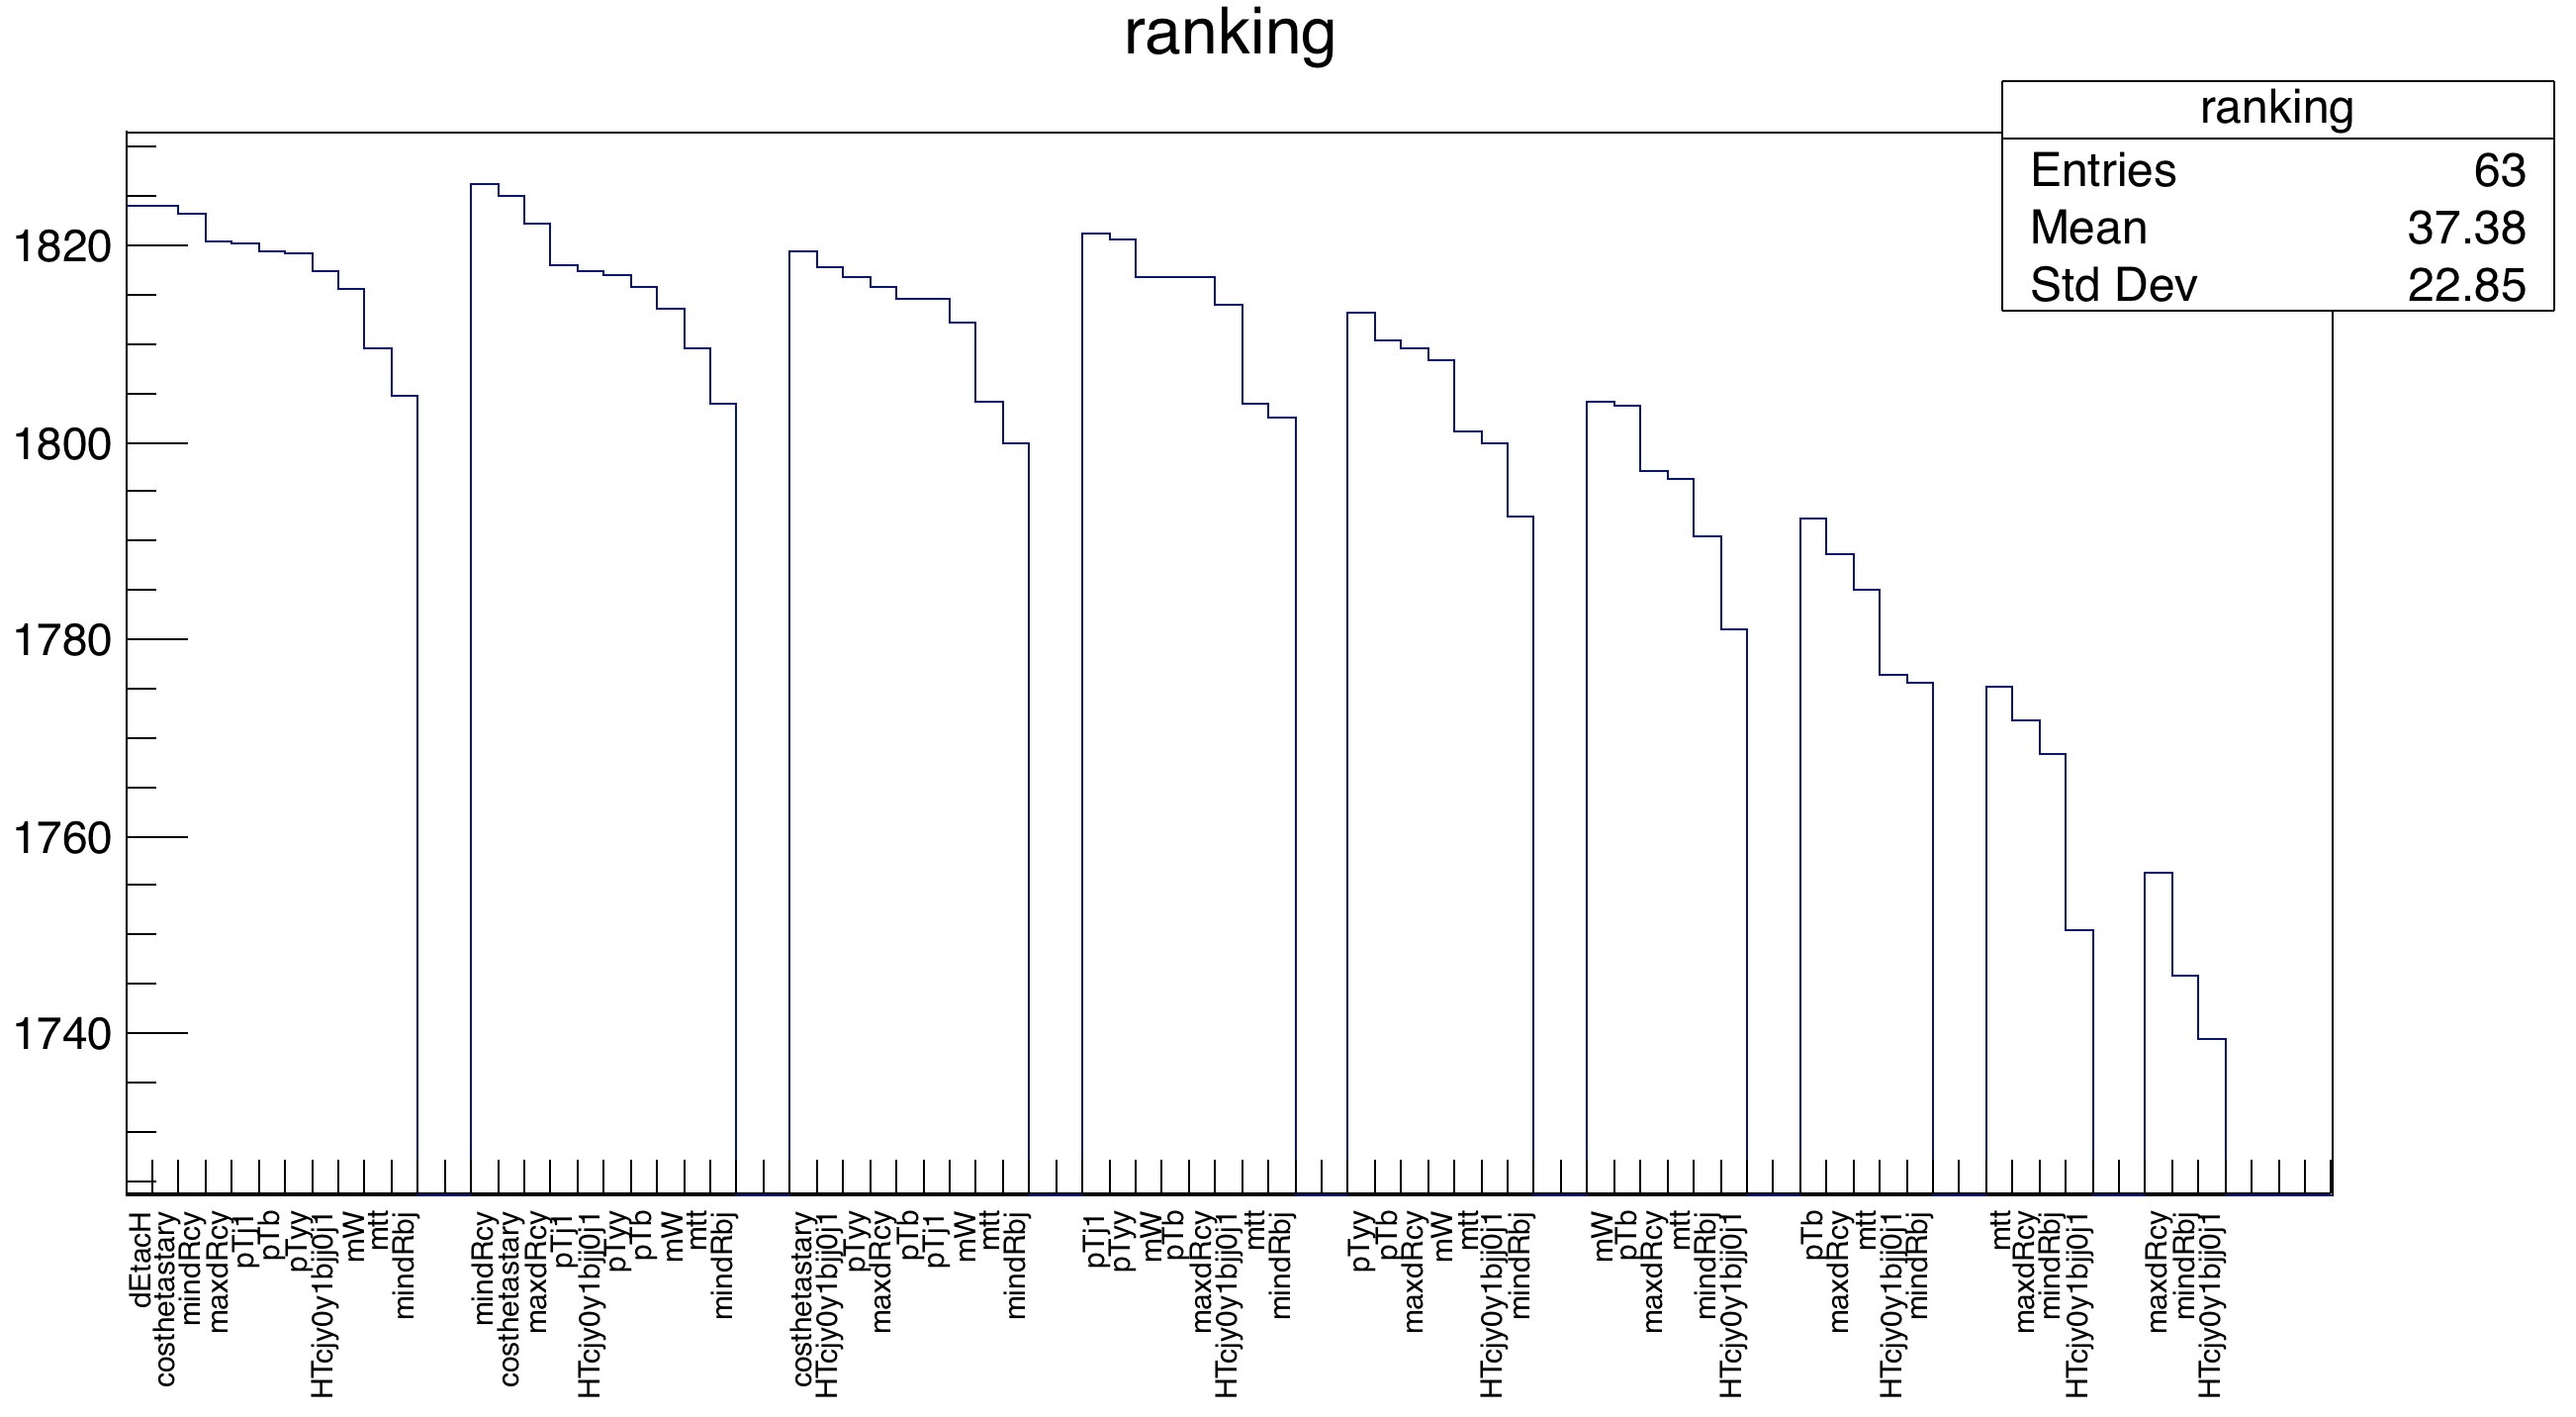 ranking
ranking
Entries 63
Mean 37.38
Std Dev 22.85
1820
1800
1780
1760
1740
dEtacH
costhetastary
mindRcy
maxdRcy
pTj1
pTb
pTyy
HTcjy0y1bjj0j1
mW
mtt
mindRbj
mindRcy
costhetastary
maxdRcy
pTj1
HTcjy0y1bjj0j1
pTyy
pTb
mW
mtt
mindRbj
costhetastary
HTcjy0y1bjj0j1
pTyy
maxdRcy
pTb
pTj1
mW
mtt
mindRbj
pTj1
pTyy
mW
pTb
maxdRcy
HTcjy0y1bjj0j1
mtt
mindRbj
pTyy
pTb
maxdRcy
mW
mtt
HTcjy0y1bjj0j1
mindRbj
mW
pTb
maxdRcy
mtt
mindRbj
HTcjy0y1bjj0j1
pTb
maxdRcy
mtt
HTcjy0y1bjj0j1
mindRbj
mtt
maxdRcy
mindRbj
HTcjy0y1bjj0j1
maxdRcy
mindRbj
HTcjy0y1bjj0j1